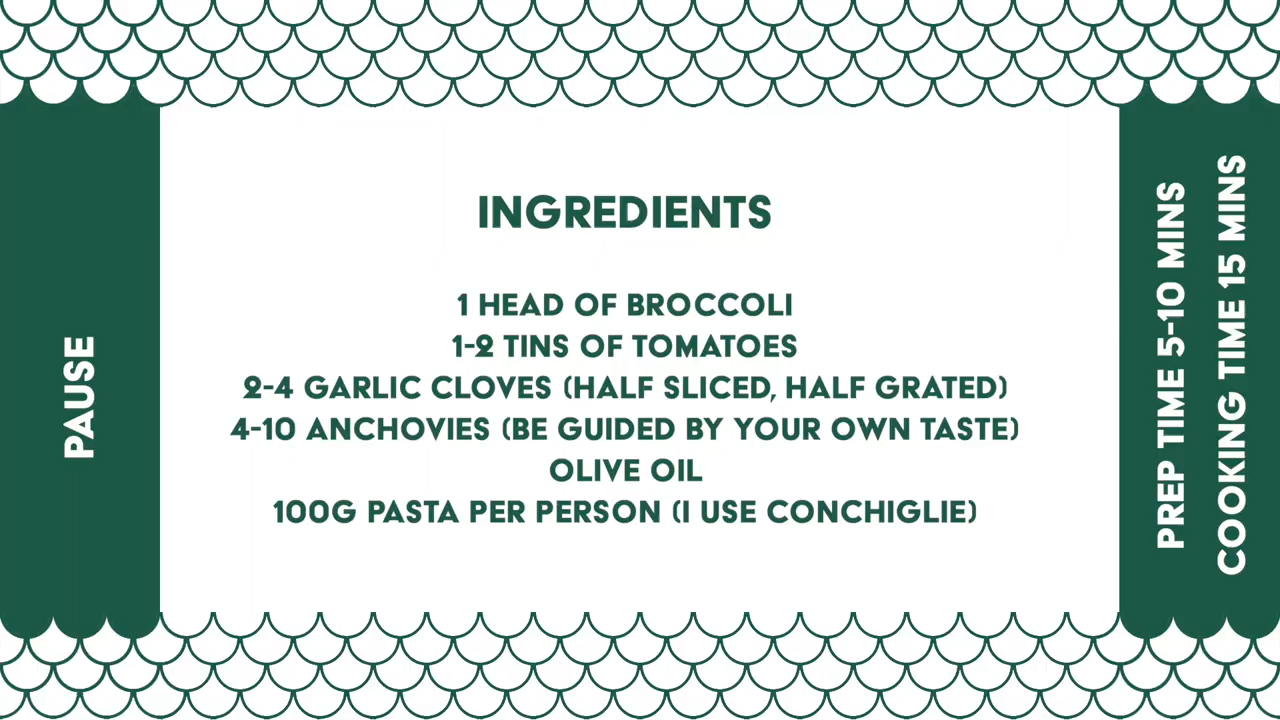 PAUSE
INGREDIENTS
1 HEAD OF BROCCOLI
1-2 TINS OF TOMATOES
2-4 GARLIC CLOVES (HALF SLICED, HALF GRATED)
4-10 ANCHOVIES (BE GUIDED BY YOUR OWN TASTE)
OLIVE OIL
100G PASTA PER PERSON (I USE CONCHIGLIE)
PREP TIME 5-10 MINS
COOKING TIME 15 MINS